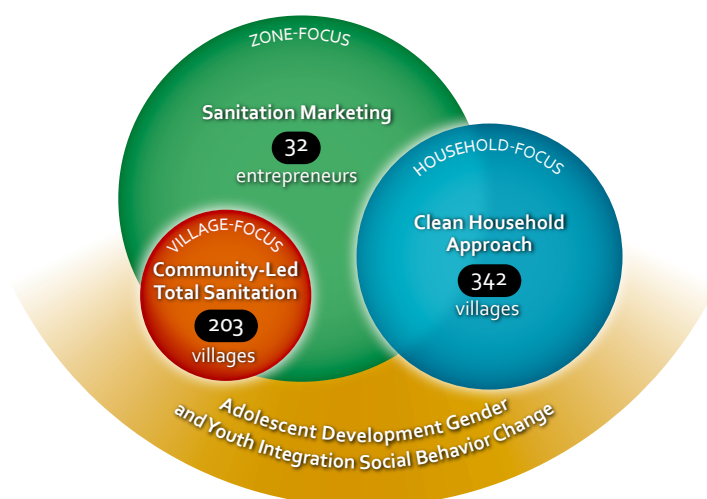 ZONE-FOCUS
Sanitation Marketing
32
entrepreneurs
HOUSEHOLD-FOCUS
Clean Household
Approach
342
villages
VILLAGE-FOCUS
Community-Led
Total Sanitation
203
villages
Adolescent Development Gender
and Youth Integration Social Behavior Change